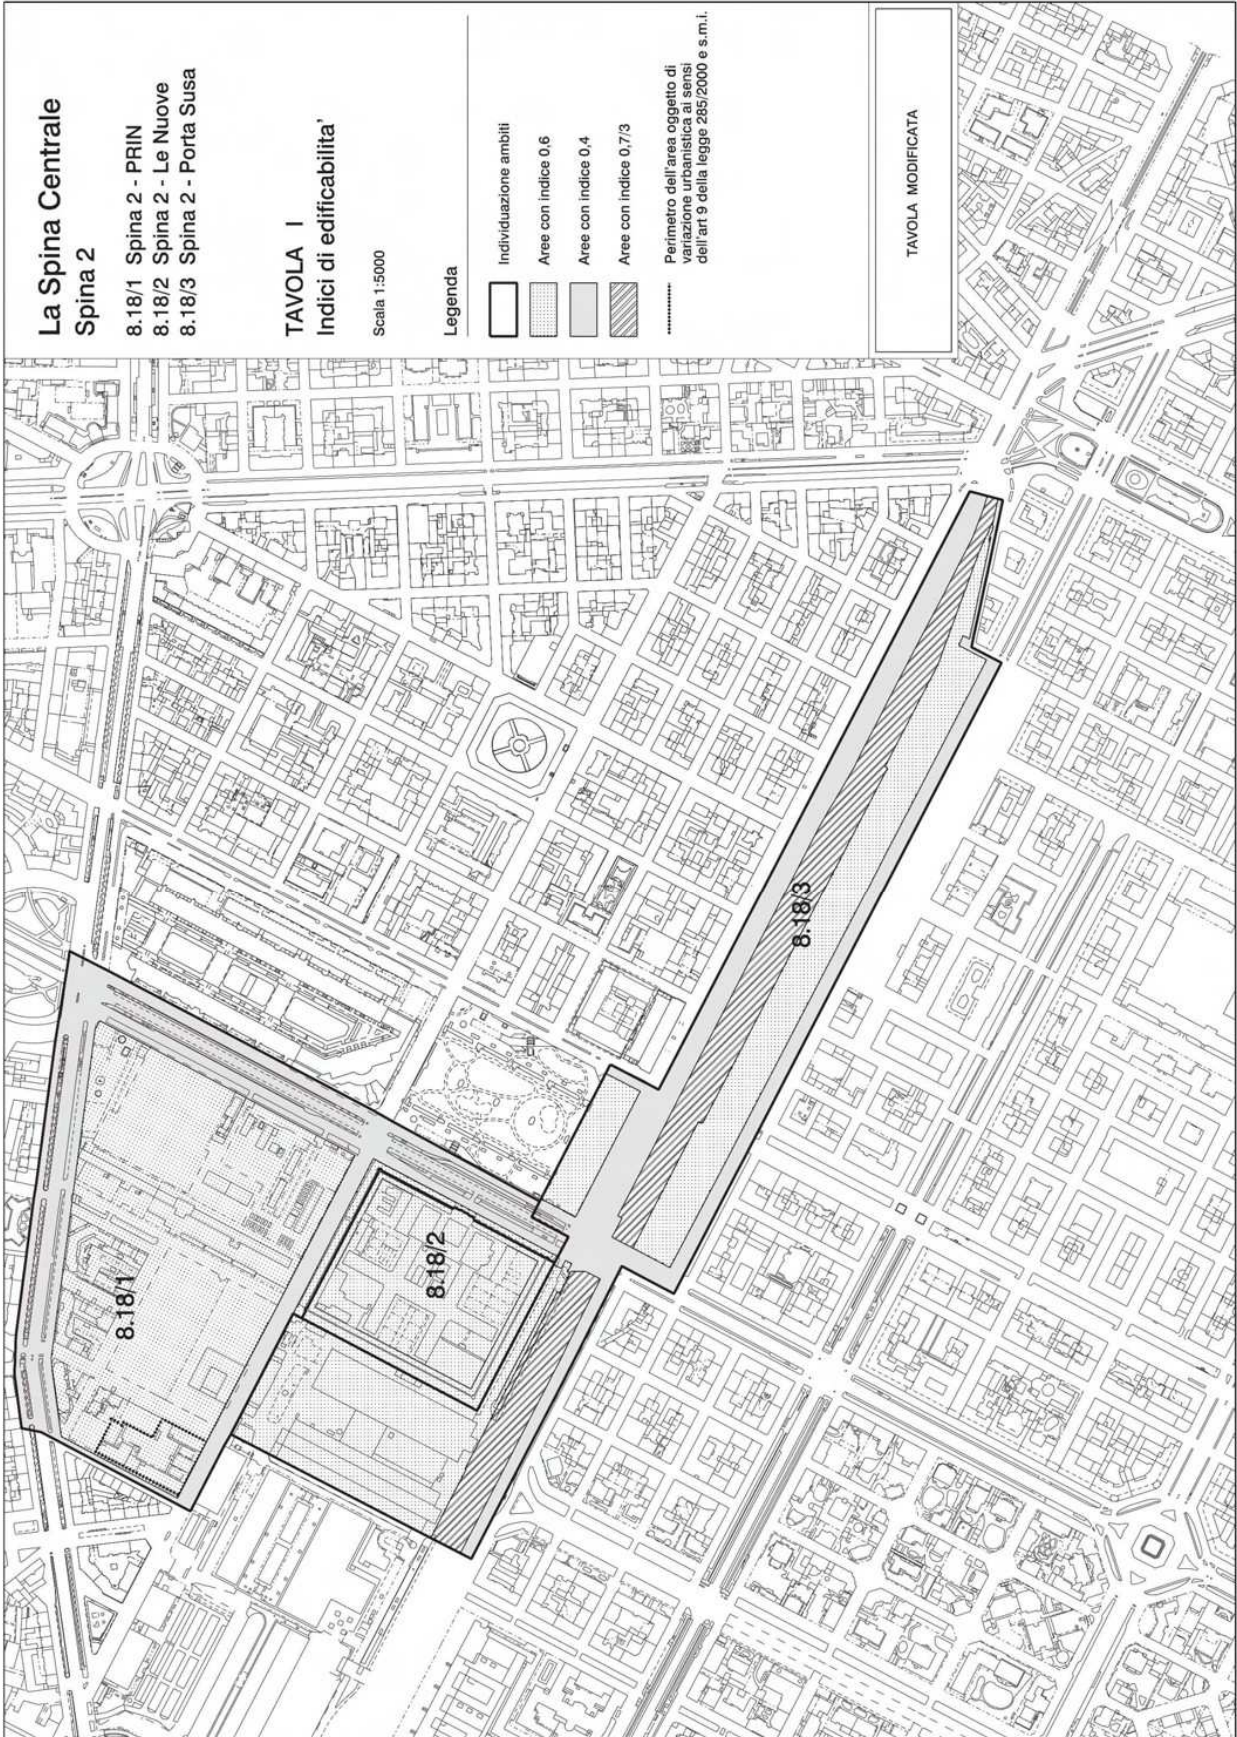 La Spina Centrale
Spina 2
8.18/1 Spina 2 - PRIN
8.18/2 Spina 2 - Le Nuove
8.18/3 Spina 2 - Porta Susa
TAVOLA I
Indici di edificabilita'
Scala 1:5000
Legenda
Individuazione ambiti
Aree con indice 0,6
Aree con indice 0,4
Aree con indice 0,7/3
Perimetro dell'area oggetto di
variazione urbanistica ai sensi
dell'art 9 della legge 285/2000 e s.m.i.
TAVOLA MODIFICATA
8.18/1
8.18/2
8.18/3